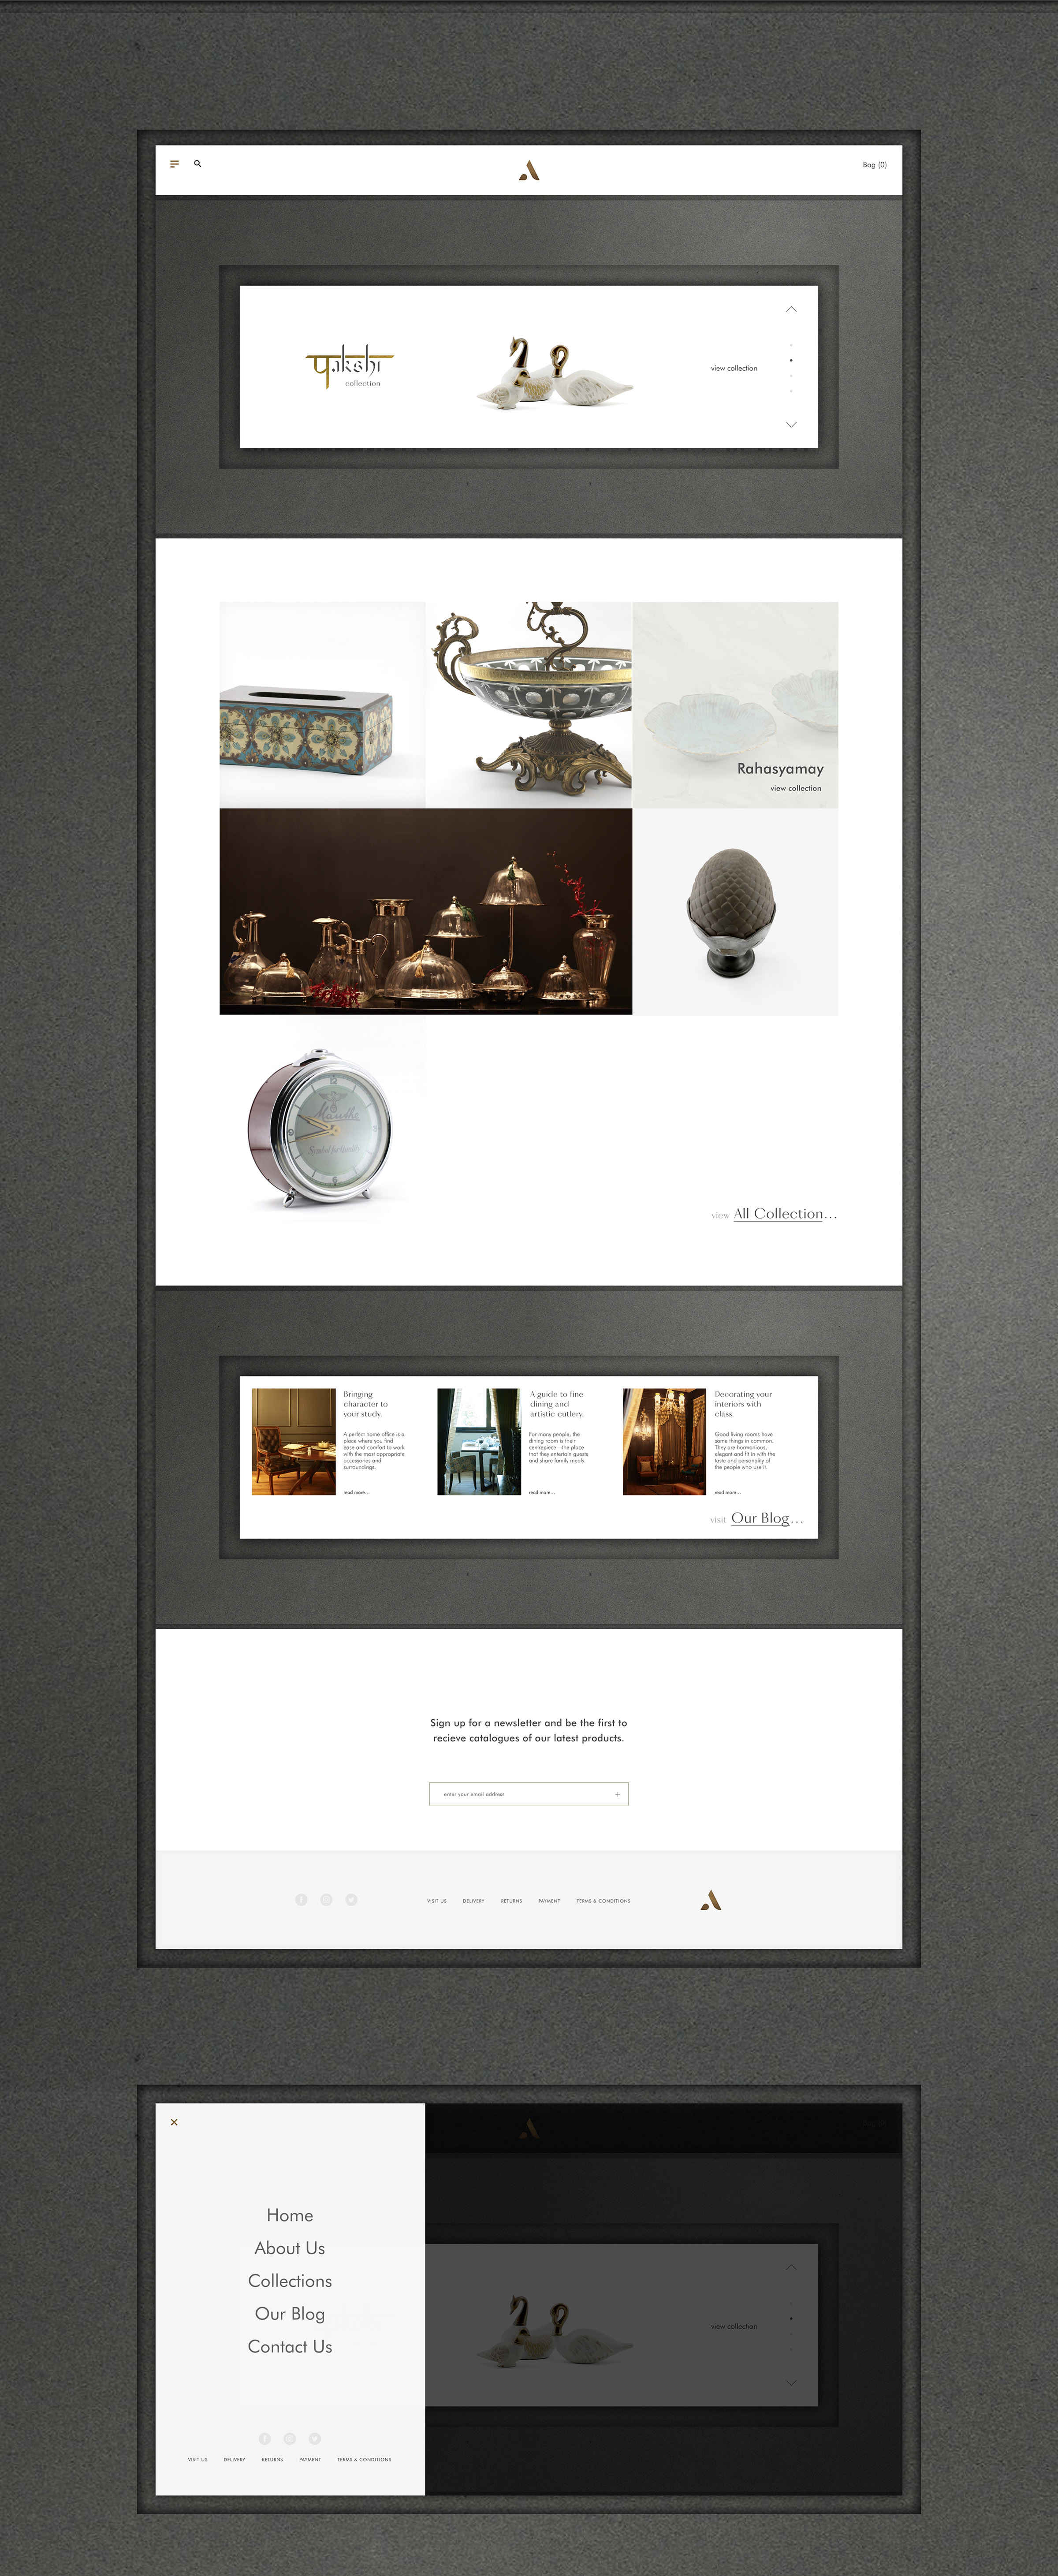 Bag (0)
यakshi
collection
view collection
Rahasyamay
view collection
Symbol for Quality
view All Collection...
Bringing
character to
your study.
A perfect home office is a
place where you find
ease and comfort to work
with the most appropriate
accessories and
surroundings.
read more...
A guide to fine
dining and
artistic cutlery.
For many people, the
dining room is their
centrepiece—the place
that they entertain guests
and share family meals.
read more...
Decorating your
interiors with
class.
Good living rooms have
some things in common.
They are harmonious,
elegant and fit in with the
taste and personality of
the people who use it.
read more...
visit Our Blog...
Sign up for a newsletter and be the first to
recieve catalogues of our latest products.
enter your email address +
VISIT US DELIVERY RETURNS PAYMENT TERMS & CONDITIONS
Home
About Us
Collections
Our Blog
Contact Us
view collection
VISIT US DELIVERY RETURNS PAYMENT TERMS & CONDITIONS